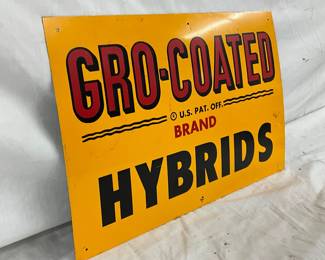 GRO-COATED
® U.S. PAT. OFF.
BRAND
HYBRIDS